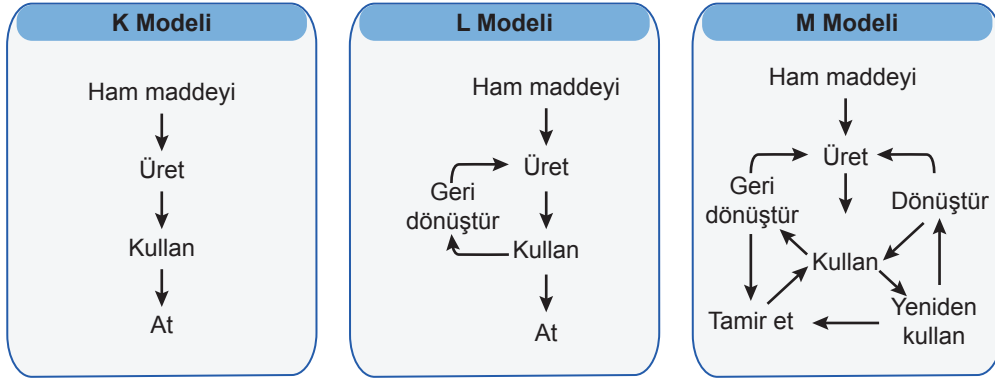 K Modeli
Ham maddeyi
Üret
Kullan
At
L Modeli
Ham maddeyi
Üret
Geri
dönüştür
Kullan
At
M Modeli
Ham maddeyi
Üret
Geri
dönüştür
Dönüştür
Kullan
Tamir et
Yeniden
kullan